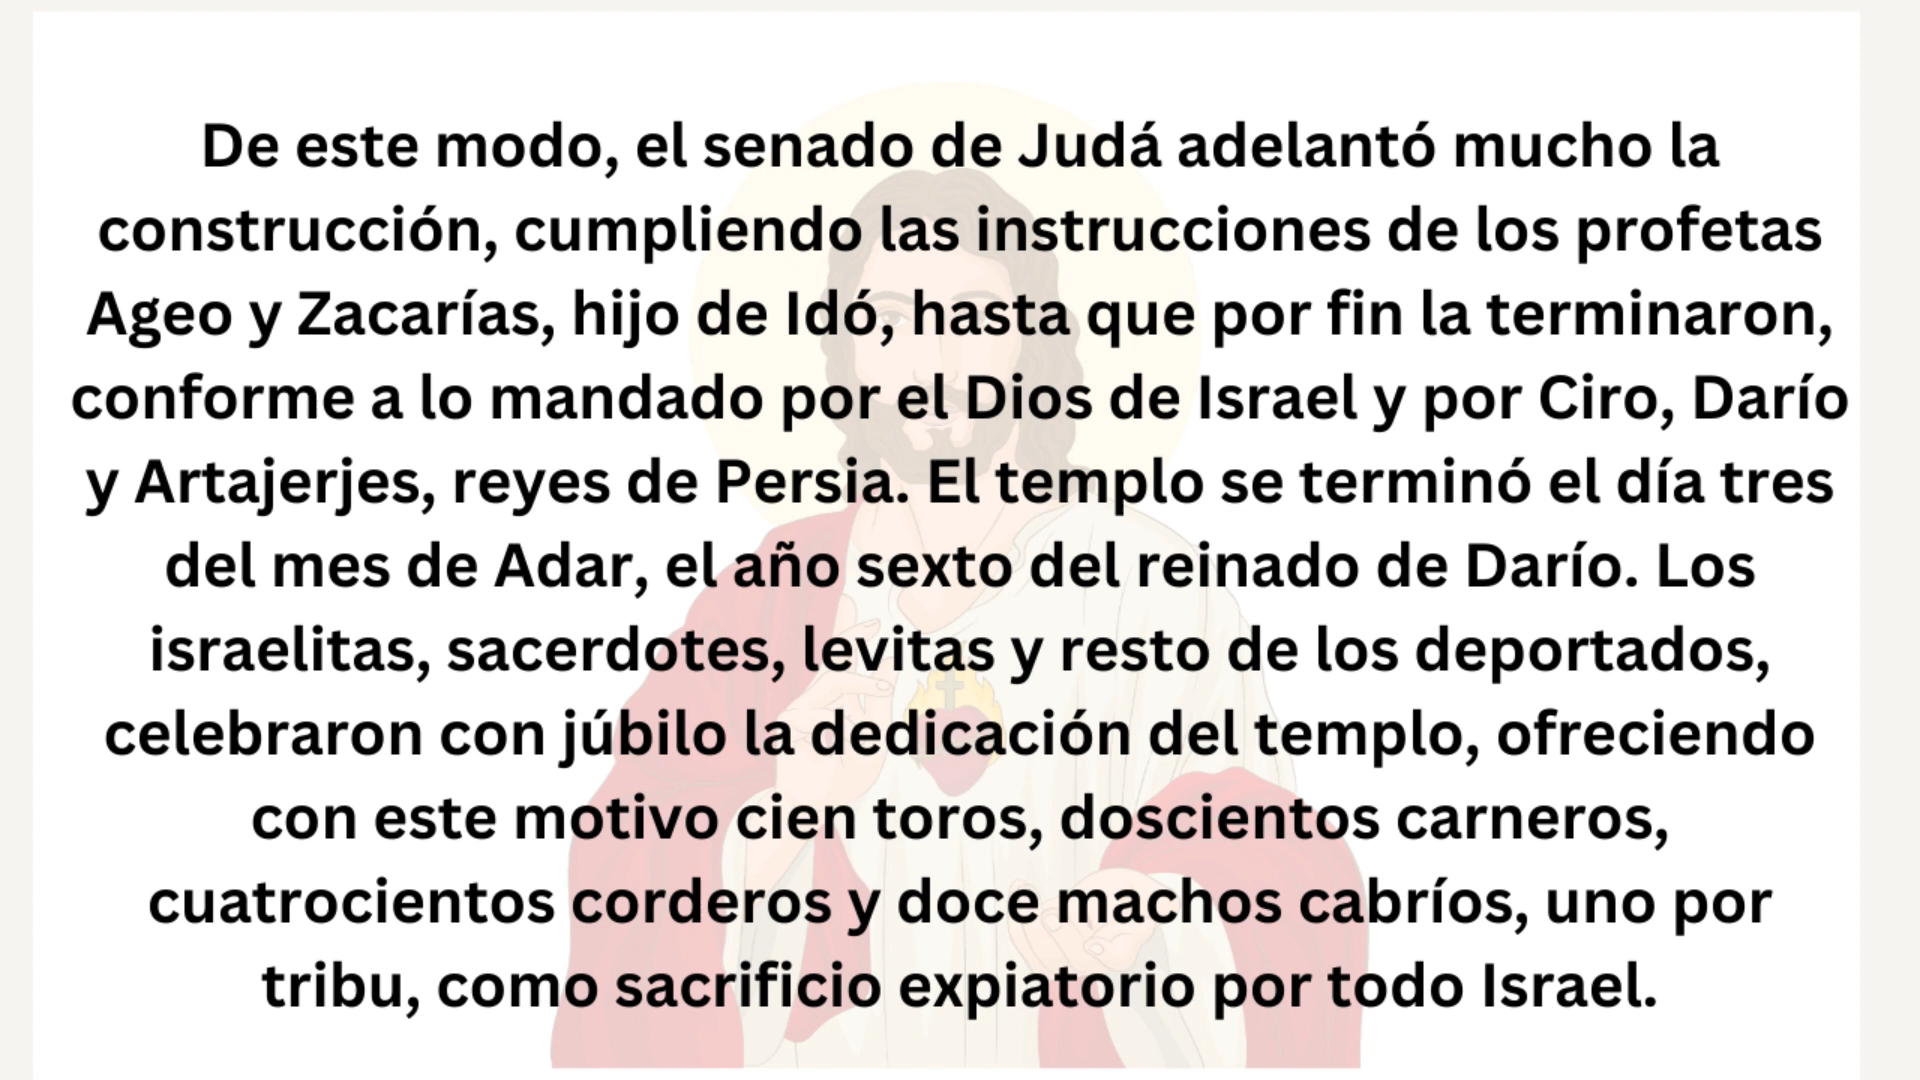 De este modo, el senado de Judá adelantó mucho la
construcción, cumpliendo las instrucciones de los profetas
Ageo y Zacarías, hijo de Idó, hasta que por fin la terminaron,
conforme a lo mandado por el Dios de Israel y por Ciro, Darío
y Artajerjes, reyes de Persia. El templo se terminó el día tres
del mes de Adar, el año sexto del reinado de Darío. Los
israelitas, sacerdotes, levitas y resto de los deportados,
celebraron con júbilo la dedicación del templo, ofreciendo
con este motivo cien toros, doscientos carneros,
cuatrocientos corderos y doce machos cabríos, uno por
tribu, como sacrificio expiatorio por todo Israel.